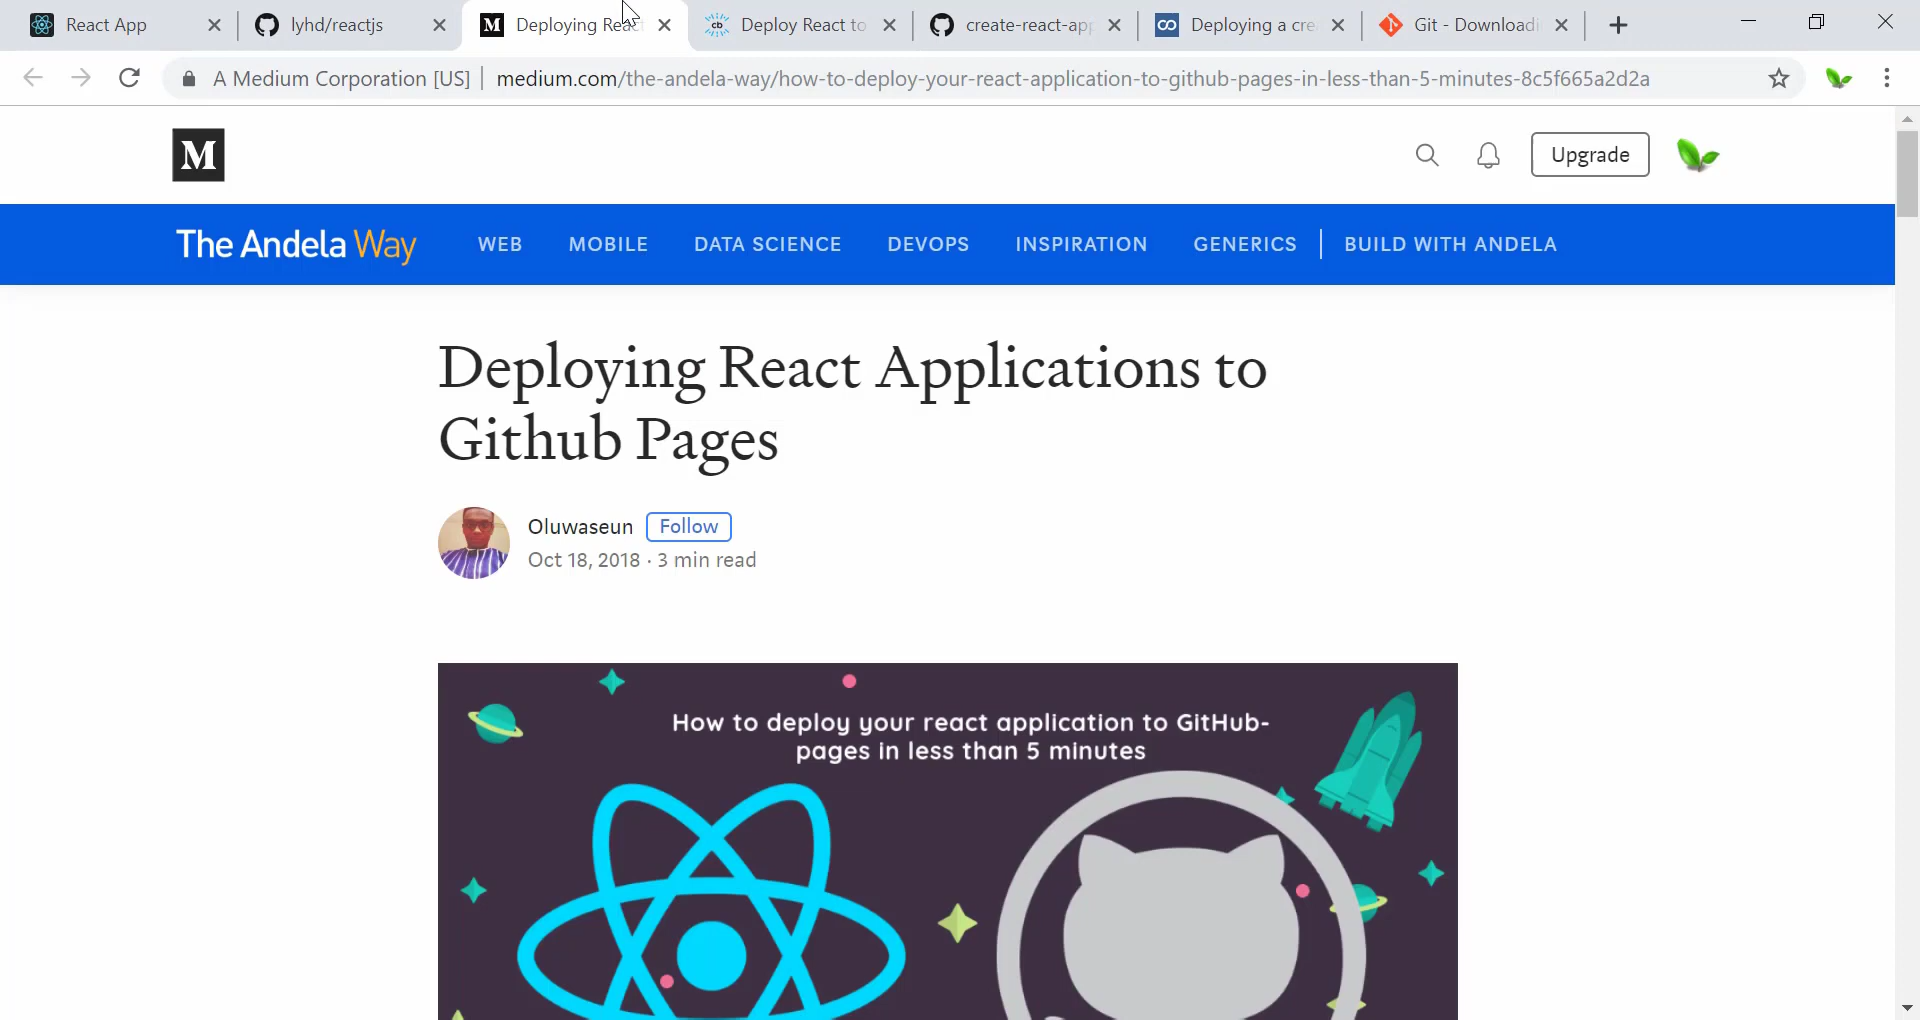 React App
lyhd/reactjs
Deploying Reac
Deploy React to
create-react-app
Deploying a cre
Git - Downloadi
A Medium Corporation [US] | medium.com/the-andela-way/how-to-deploy-your-react-application-to-github-pages-in-less-than-5-minutes-8c5f665a2d2a
M
Upgrade
The Andela Way
WEB
MOBILE
DATA SCIENCE
DEVOPS
INSPIRATION
GENERICS
BUILD WITH ANDELA
Deploying React Applications to
Github Pages
Oluwaseun
Follow
Oct 18, 2018 · 3 min read
How to deploy your react application to GitHub-
pages in less than 5 minutes